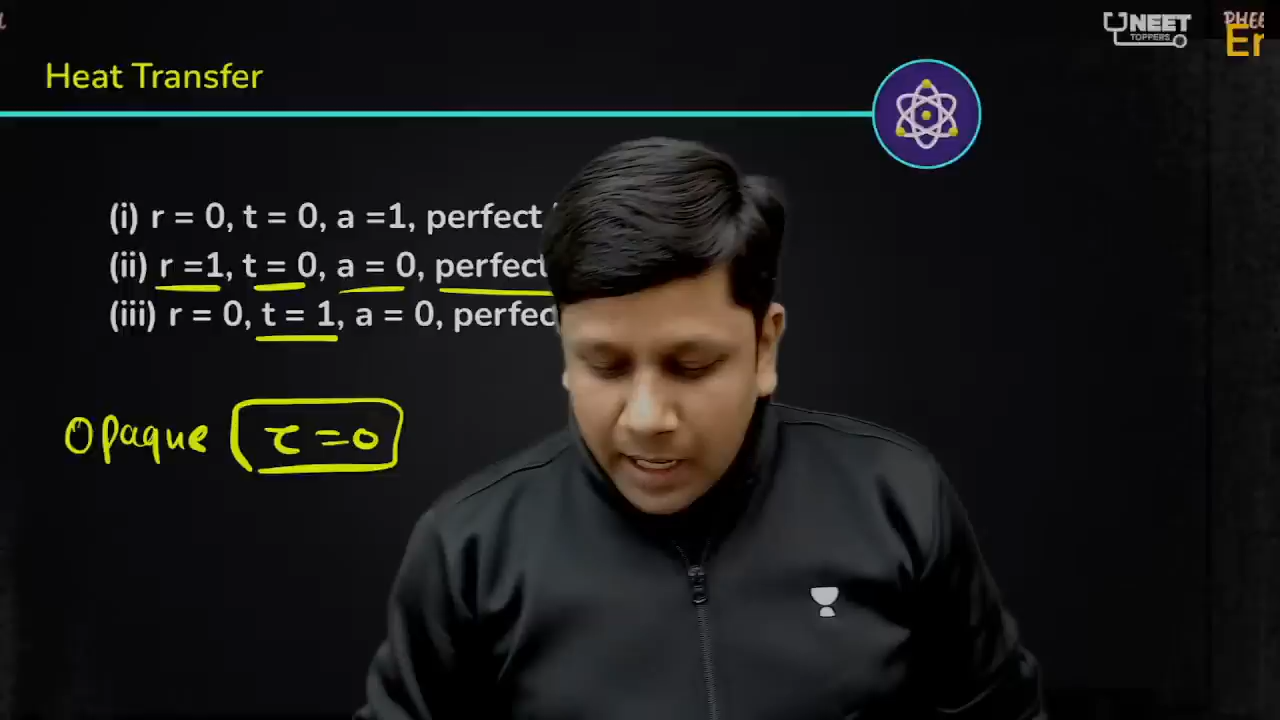 NEET
TOPPERS
Er
Heat Transfer
(i) r = 0, t = 0, a =1, perfect
(ii) r =1, t = 0, a = 0, perfect
(iii) r = 0, t = 1, a = 0,
Opaque τ = 0